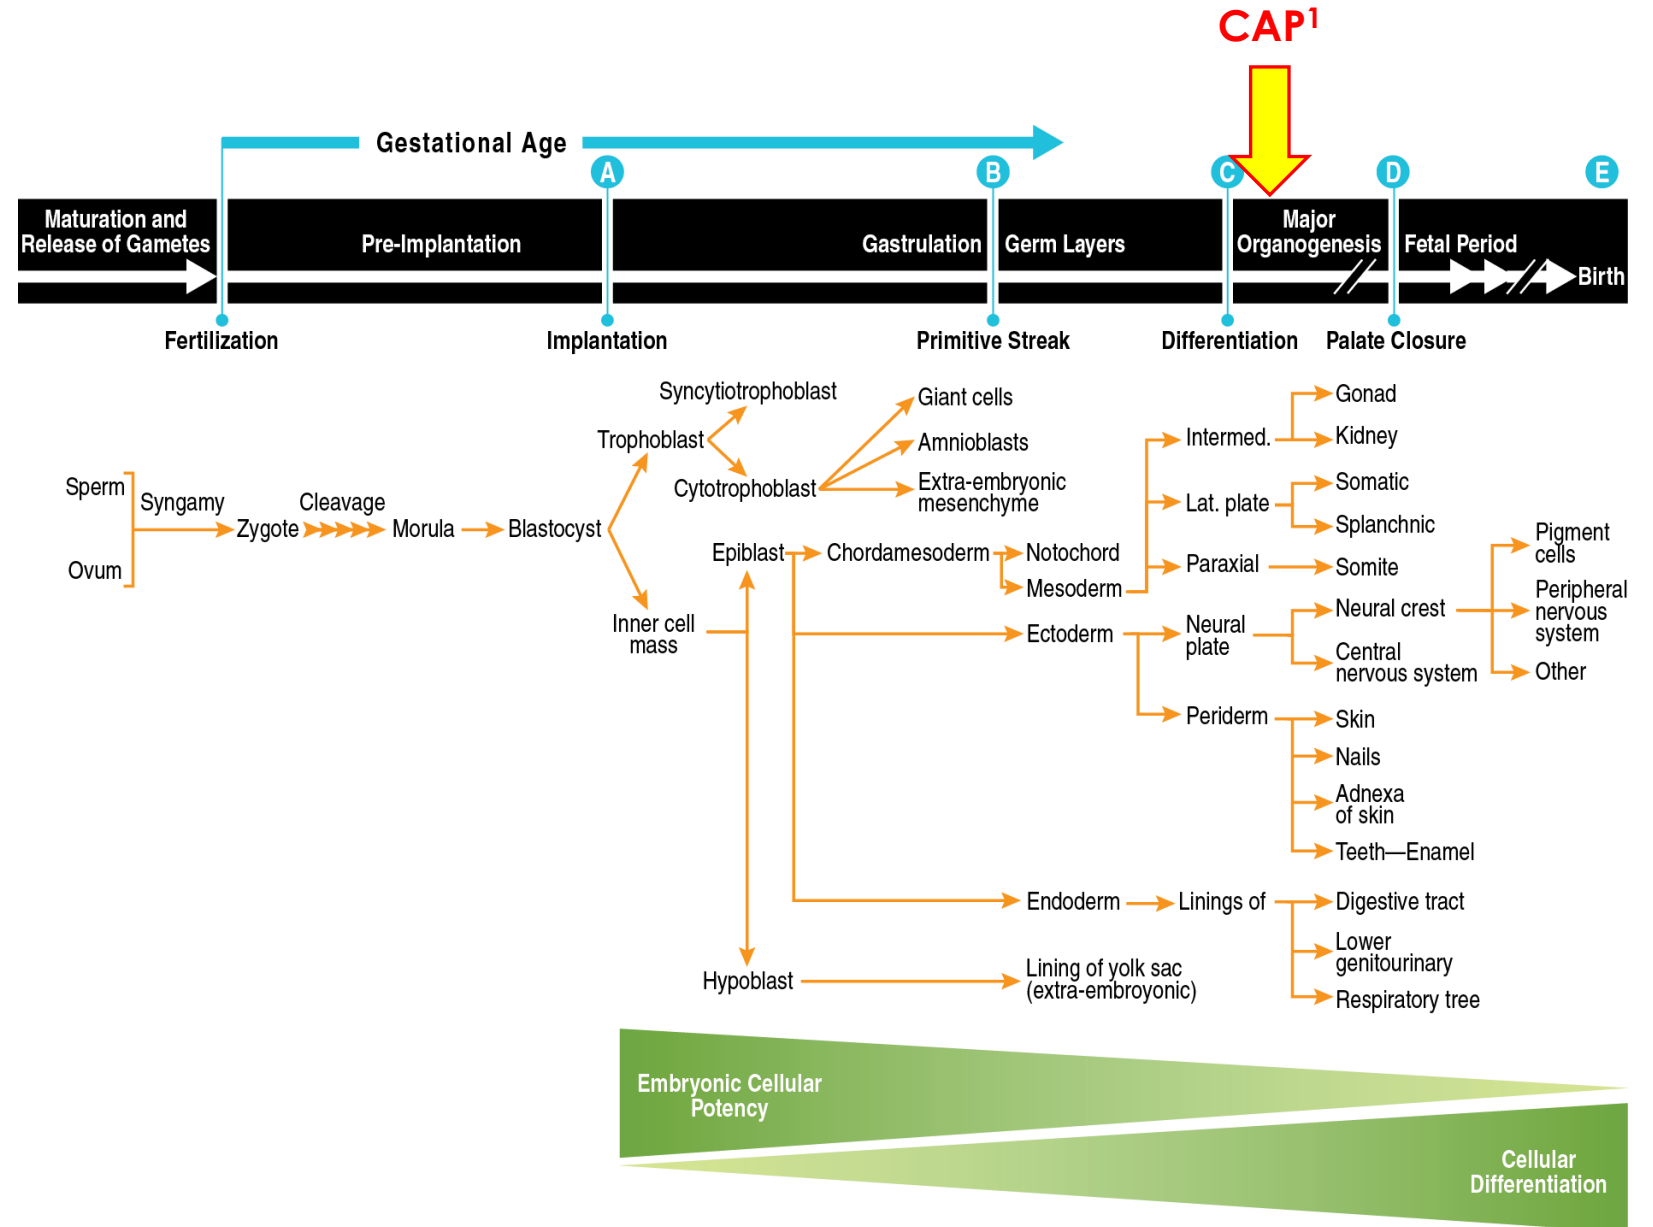 CAP¹
Gestational Age
A
B
C
D
E
Maturation and
Release of Gametes
Pre-Implantation
Gastrulation
Germ Layers
Major
Organogenesis
Fetal Period
Birth
Fertilization
Implantation
Primitive Streak
Differentiation
Palate Closure
Sperm
Ovum
Syngamy
Zygote
Cleavage
Morula
Blastocyst
Trophoblast
Syncytiotrophoblast
Cytotrophoblast
Giant cells
Amnioblasts
Extra-embryonic
mesenchyme
Inner cell
mass
Epiblast
Chordamesoderm
Notochord
Mesoderm
Ectoderm
Endoderm
Hypoblast
Lining of yolk sac
(extra-embroyonic)
Intermed.
Gonad
Kidney
Lat. plate
Somatic
Splanchnic
Paraxial
Somite
Neural
plate
Neural crest
Central
nervous system
Pigment
cells
Peripheral
nervous
system
Other
Periderm
Skin
Nails
Adnexa
of skin
Teeth—Enamel
Linings of
Digestive tract
Lower
genitourinary
Respiratory tree
Embryonic Cellular
Potency
Cellular
Differentiation